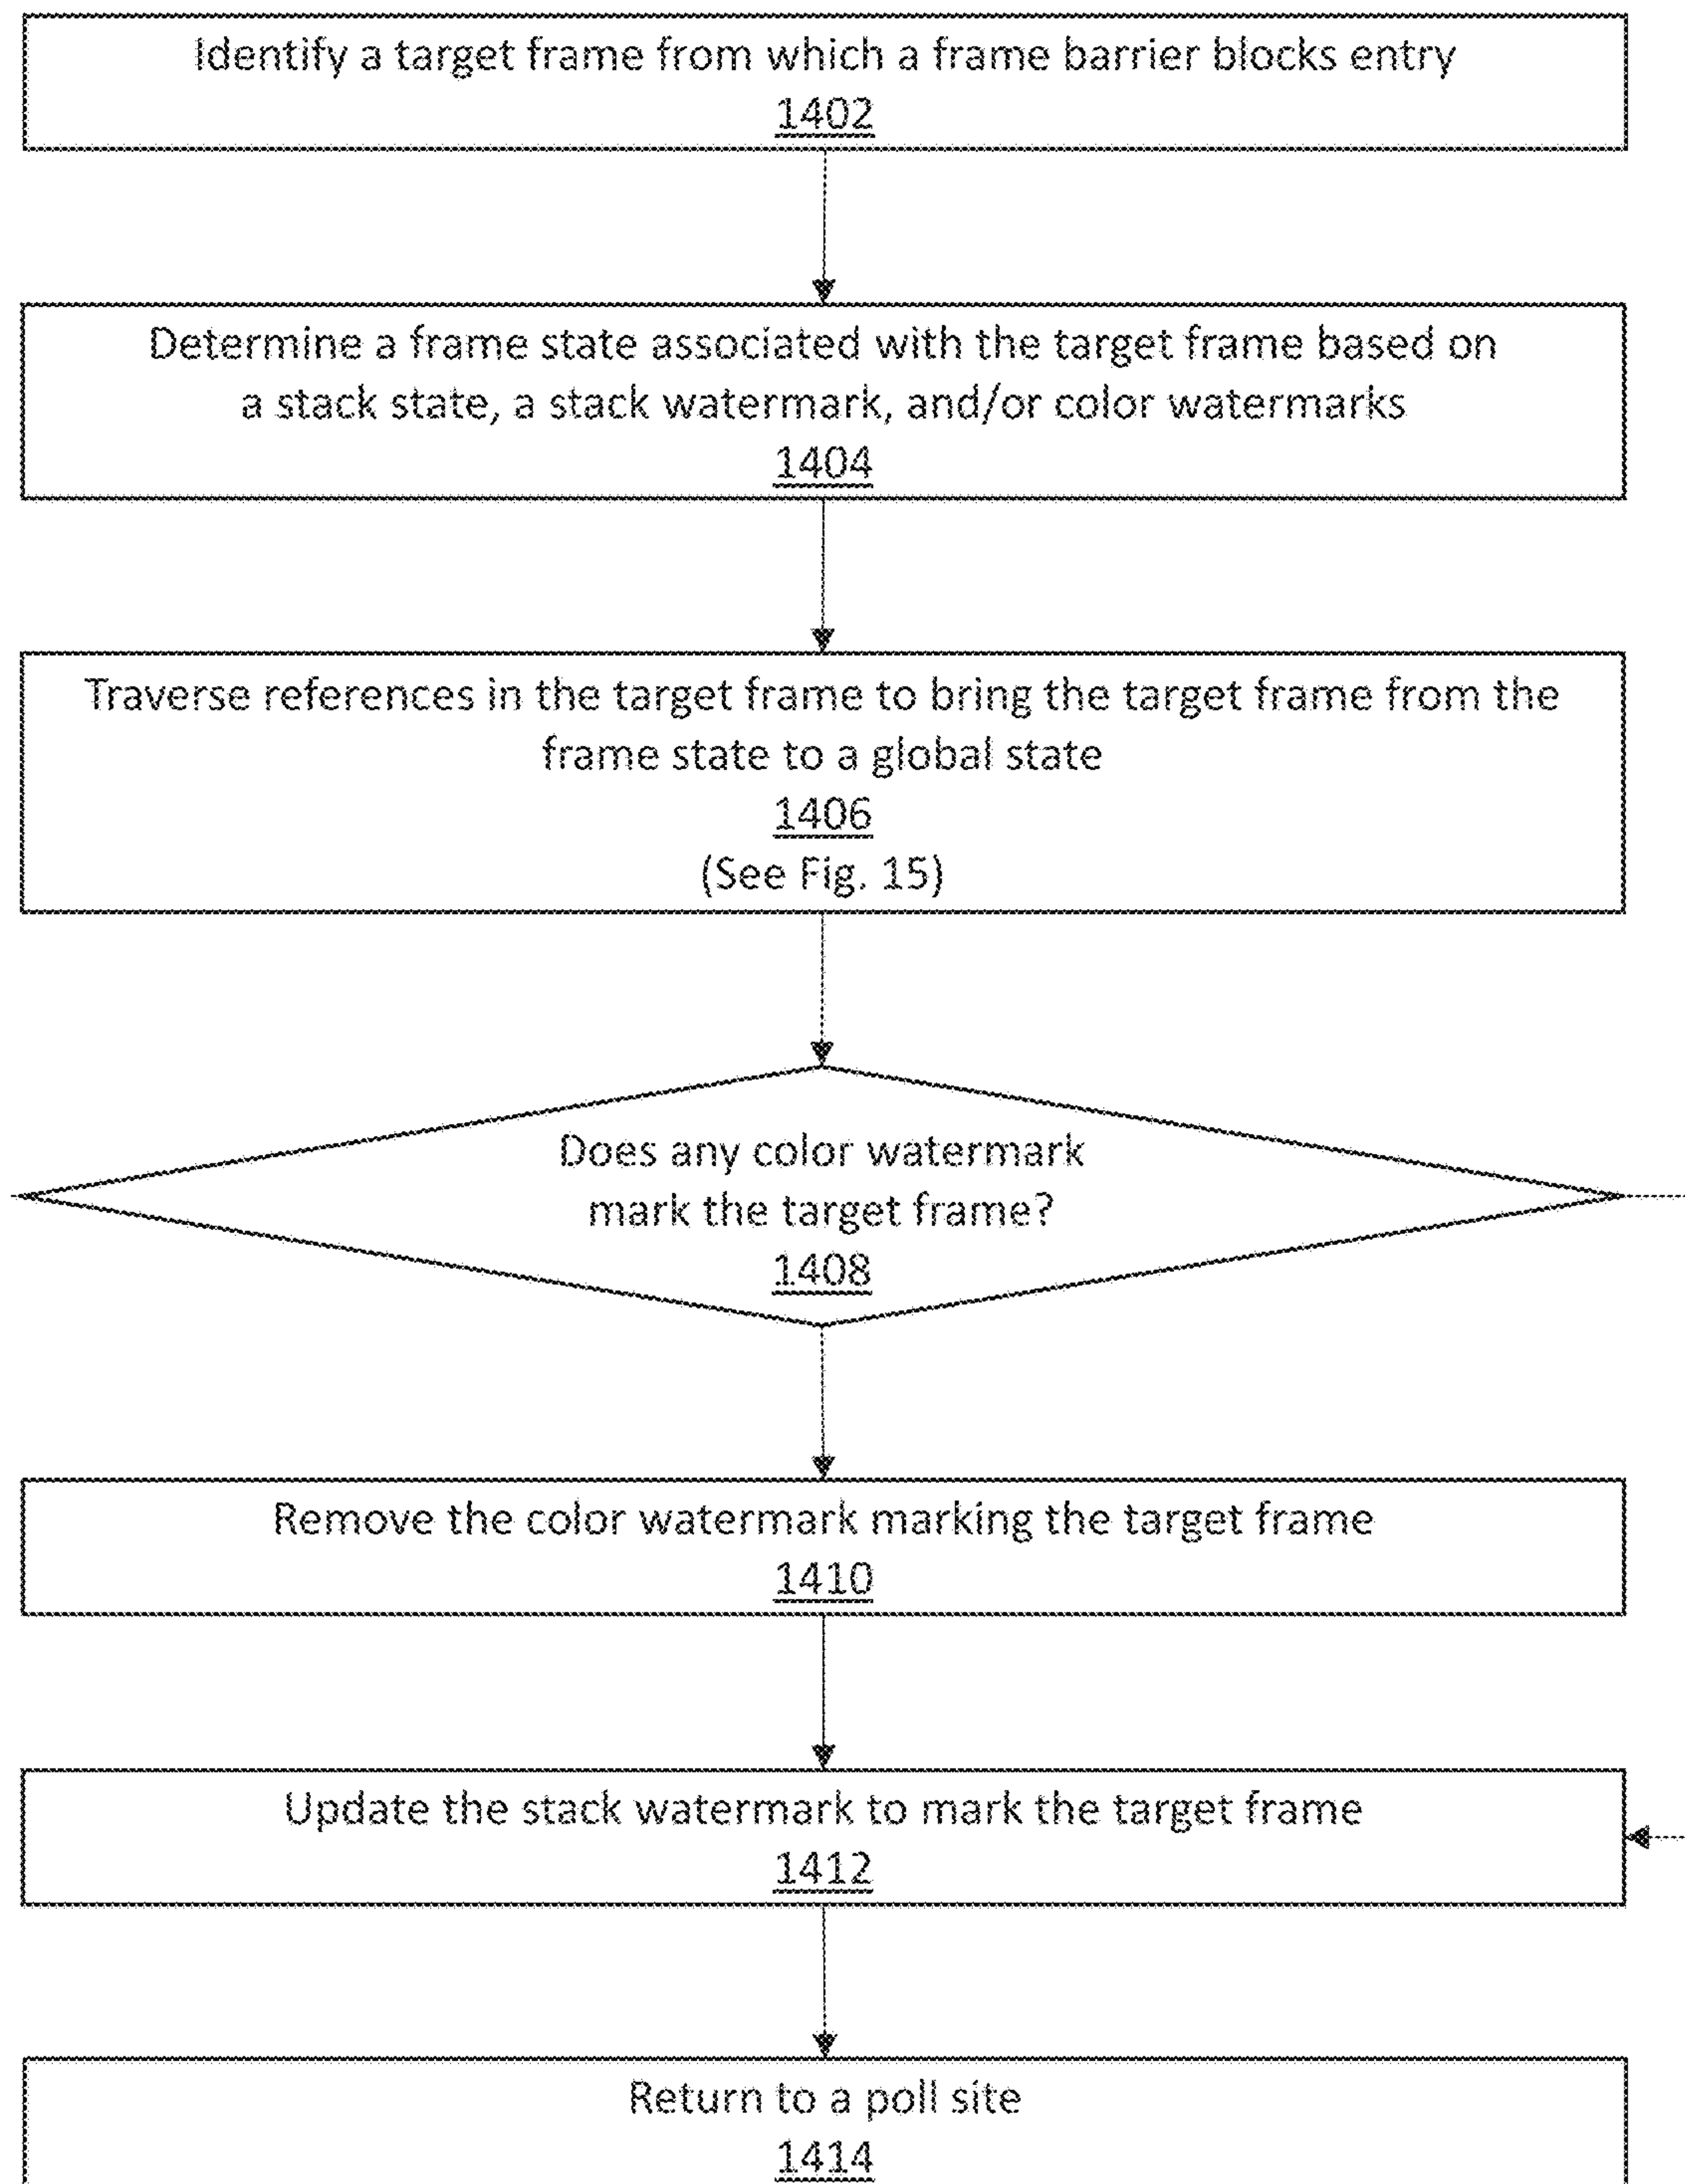 Identify a target frame from which a frame barrier blocks entry
1402
Determine a frame state associated with the target frame based on
a stack state, a stack watermark, and/or color watermarks
1404
Traverse references in the target frame to bring the target frame from the
frame state to a global state
1406
(See Fig. 15)
Does any color watermark
mark the target frame?
1408
Remove the color watermark marking the target frame
1410
Update the stack watermark to mark the target frame
1412
Return to a poll site
1414